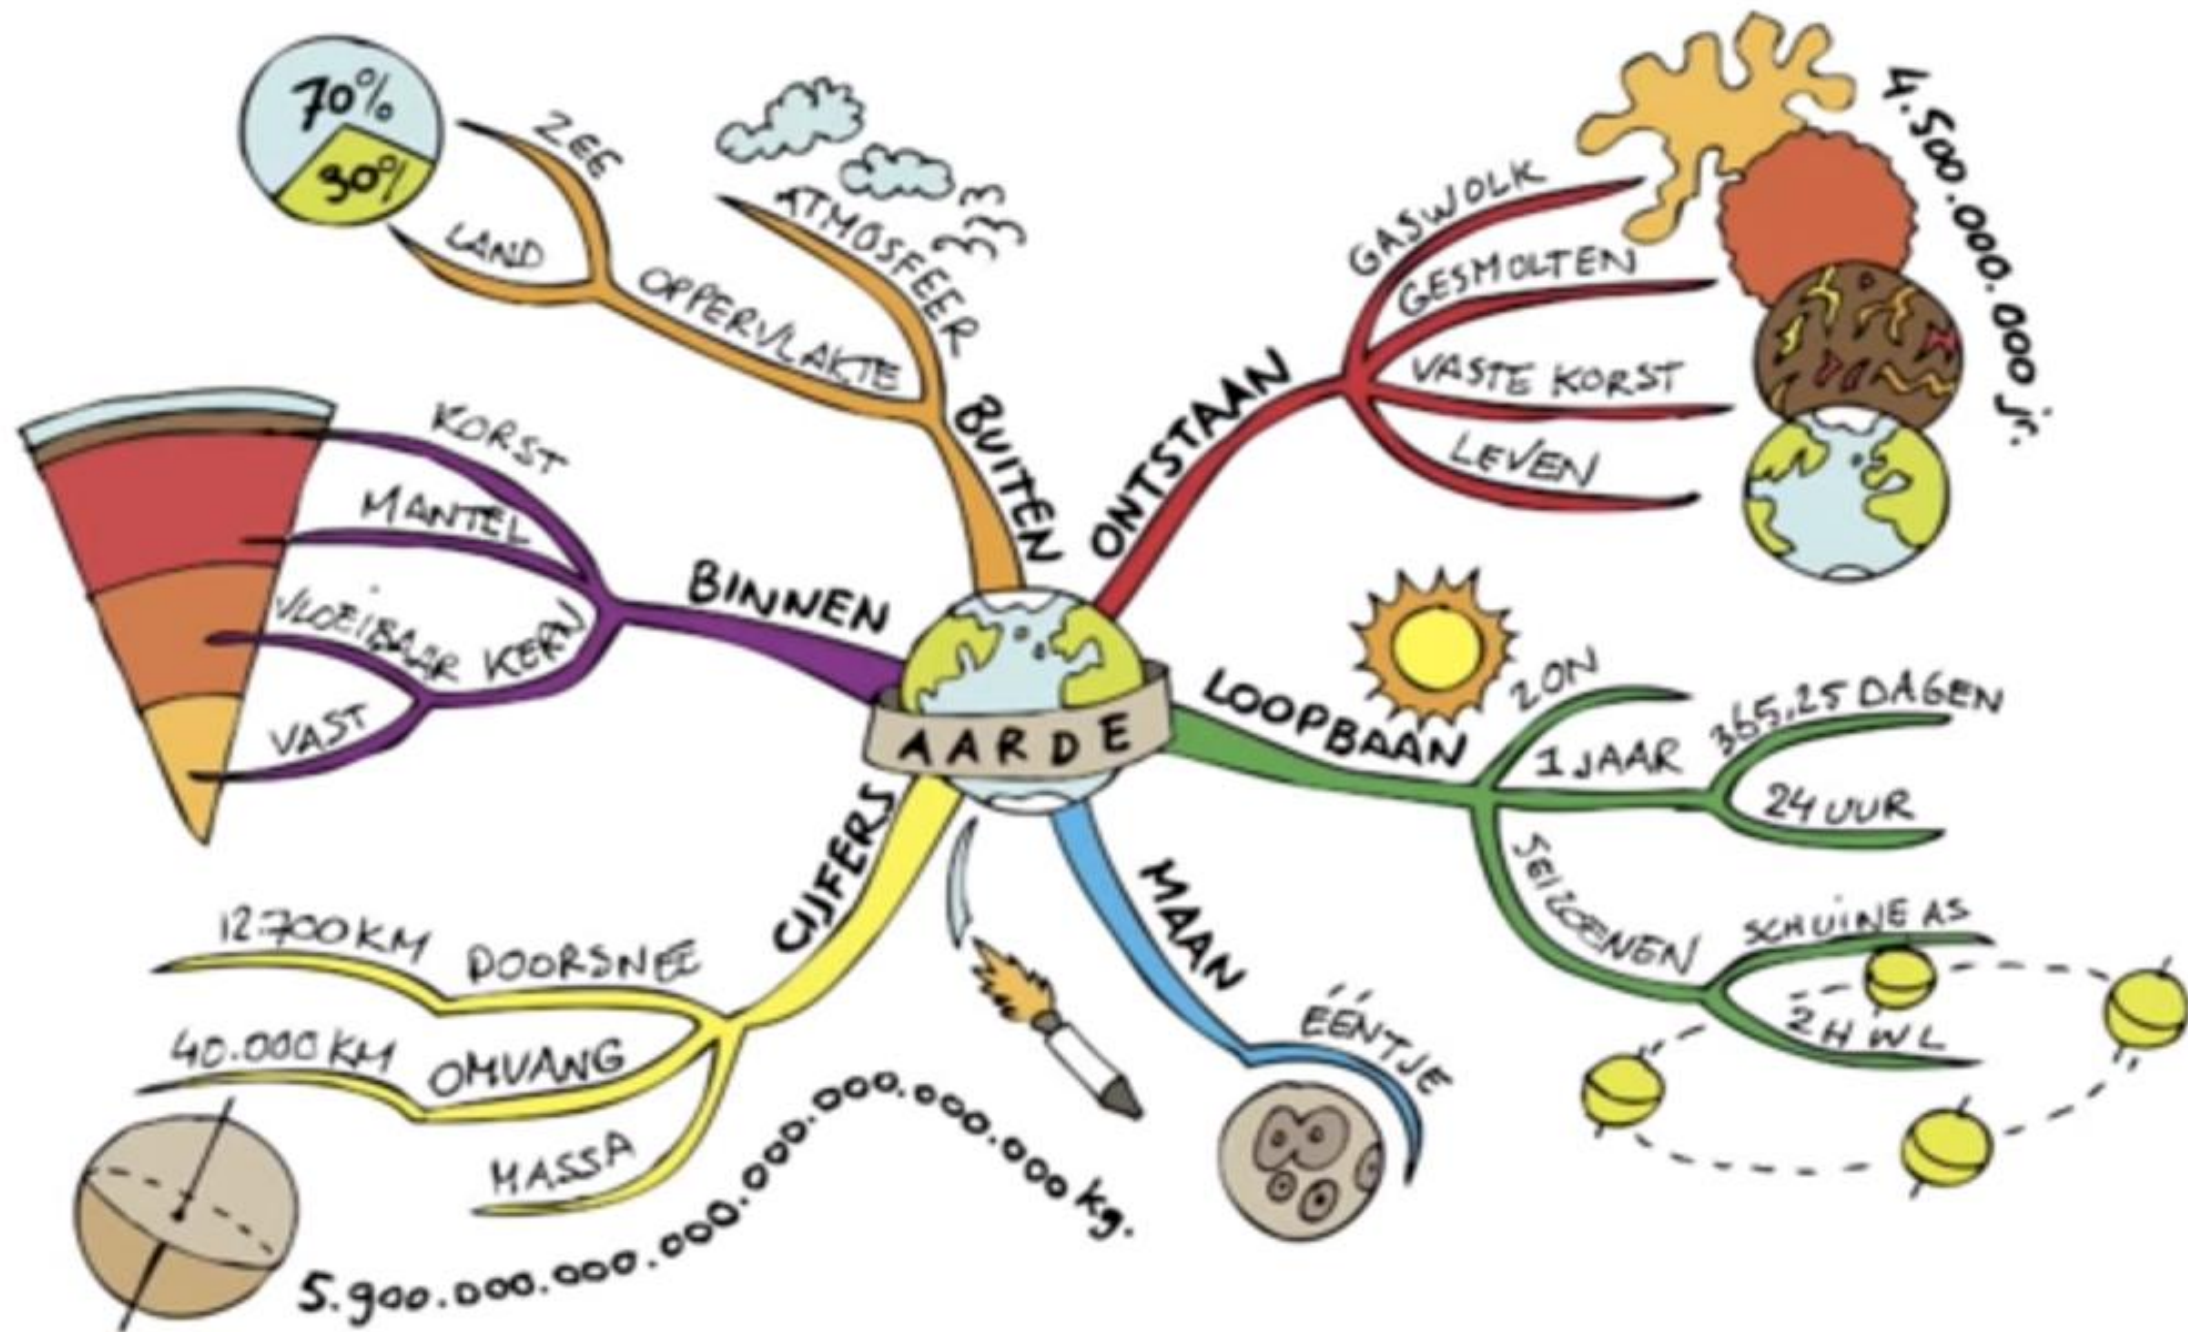 AARDE
ONTSTAAN
GASWOLK
GESMOLTEN
VASTE KORST
LEVEN
4.500.000.000 jr.
LOOPBAAN
ZON
1 JAAR
365,25 DAGEN
24 UUR
SEIZOENEN
SCHUINE AS
2H WL
MAAN
ÉÉNTJE
CIJFERS
DOORSNEE
12.700 KM
OMVANG
40.000 KM
MASSA
5.900.000.000.000.000.000.000.000 kg.
BINNEN
KORST
MANTEL
KERN
VLOEIBAAR
VAST
BUITEN
ATMOSFEER
OPPERVLAKTE
ZEE
LAND
70%
30%